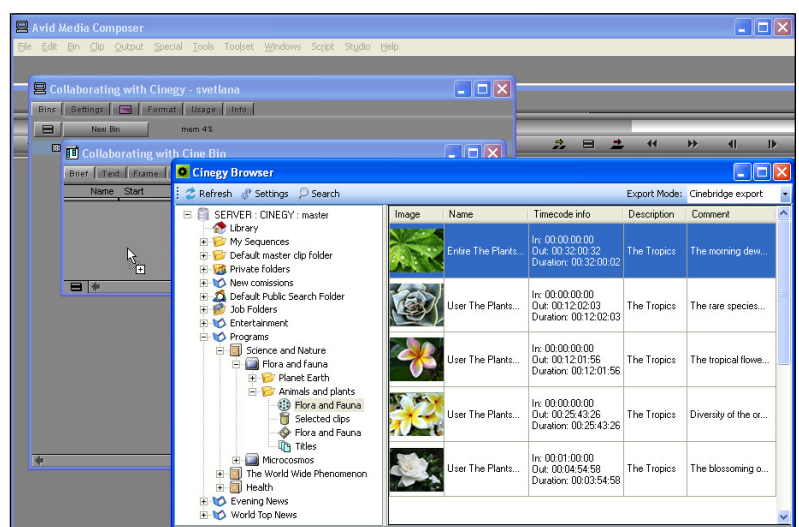 Avid Media Composer
File Edit Bin Clip Output Special Tools Toolset Windows Script Studio Help
Collaborating with Cinegy - svetlana
Bins Settings Format Usage Info
New Bin mem 4%
Collaborating with Cine Bin
Brief Text Frame
Name Start
Cinegy Browser
Refresh Settings Search Export Mode: Cinebridge export
SERVER : CINEGY : master
Library
My Sequences
Default master clip folder
Private folders
New comissions
Default Public Search Folder
Job Folders
Entertainment
Programs
Science and Nature
Flora and fauna
Planet Earth
Animals and plants
Flora and Fauna
Selected clips
Flora and Fauna
Titles
Microcosmos
The World Wide Phenomenon
Health
Evening News
World Top News
Image Name Timecode info Description Comment
Entire The Plants... In: 00:00:00:00 The Tropics The morning dew...
Out: 00:32:00:32
Duration: 00:32:00:02
User The Plants... In: 00:00:00:00 The Tropics The rare species...
Out: 00:12:02:03
Duration: 00:12:02:03
User The Plants... In: 00:00:00:00 The Tropics The tropical flowe...
Out: 00:12:01:56
Duration: 00:12:01:56
User The Plants... In: 00:00:00:00 The Tropics Diversity of the or...
Out: 00:25:43:26
Duration: 00:25:43:26
User The Plants... In: 00:01:00:00 The Tropics The blossoming o...
Out: 00:04:54:58
Duration: 00:03:54:58